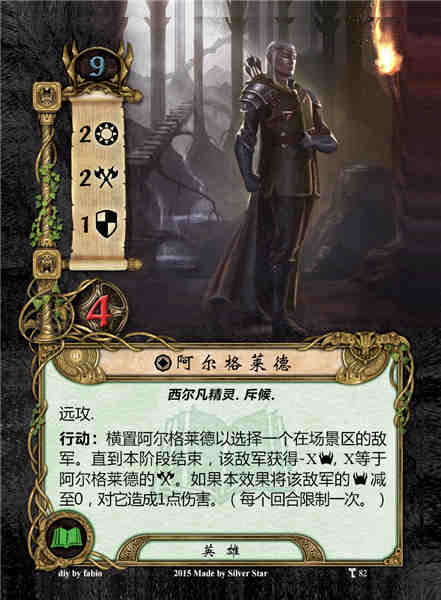 9
2
2
1
4
阿尔格莱德
西尔凡精灵. 斥候.
远攻.
行动：横置阿尔格莱德以选择一个在场景区的敌
军。直到本阶段结束，该敌军获得-X, X等于
阿尔格莱德的。如果本效果将该敌军的减
至0，对它造成1点伤害。（每个回合限制一次。）
英雄
diy by fabio 2015 Made by Silver Star 82